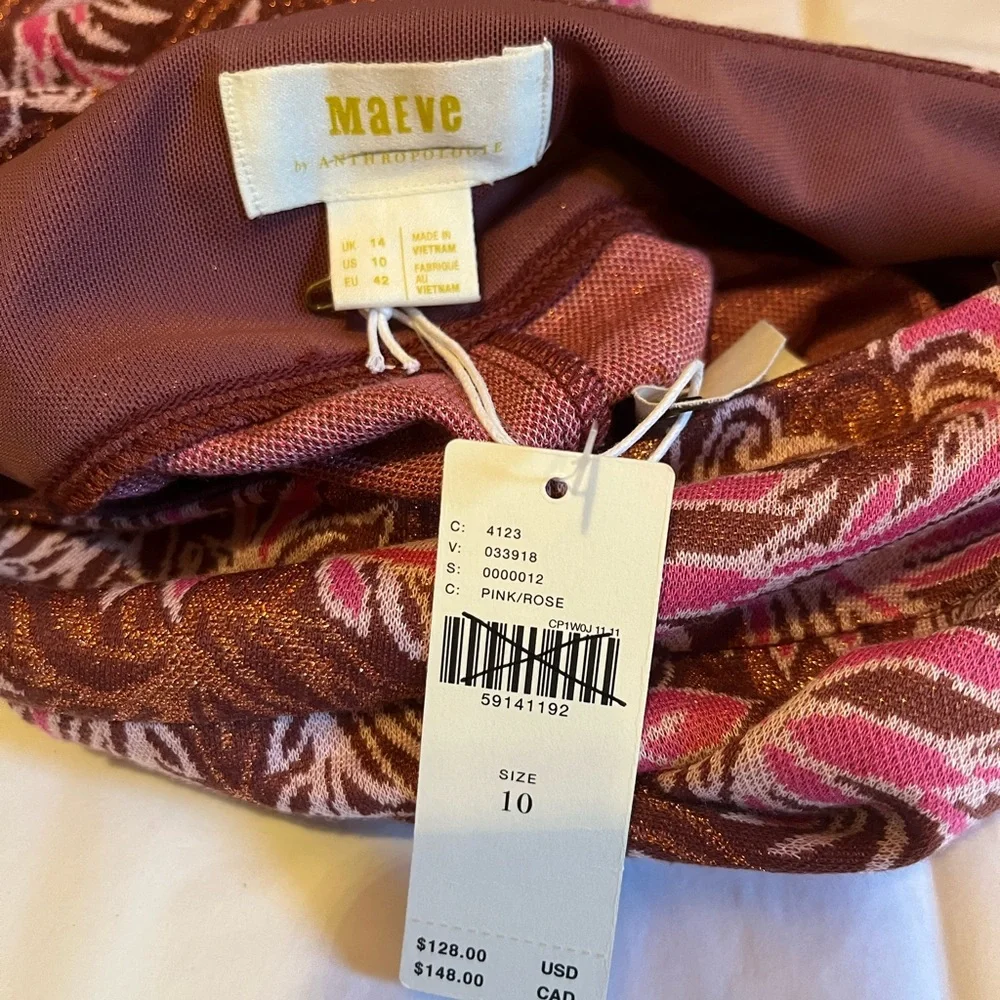 MaEVe
by ANTHROPOLOGIE
UK 14
US 10
EU 42
MADE IN
VIETNAM
FABRIQUÉ
AU
VIETNAM
C: 4123
V: 033918
S: 0000012
C: PINK/ROSE
CP1W0J 11 11
59141192
SIZE
10
$128.00 USD
$148.00 CAD